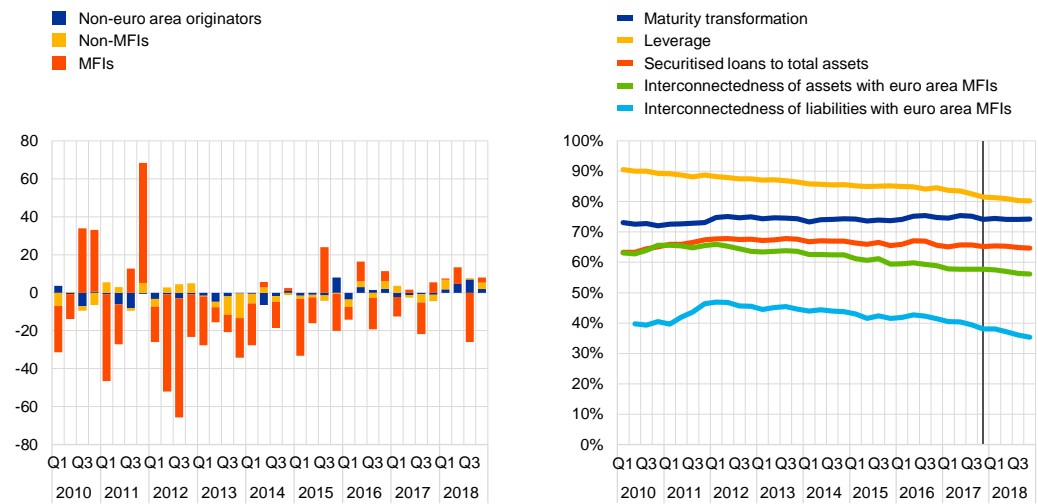 Non-euro area originators
Non-MFIs
MFIs
80
60
40
20
0
-20
-40
-60
-80
Q1 Q3 Q1 Q3 Q1 Q3 Q1 Q3 Q1 Q3 Q1 Q3 Q1 Q3 Q1 Q3 Q1 Q3
2010 2011 2012 2013 2014 2015 2016 2017 2018
Maturity transformation
Leverage
Securitised loans to total assets
Interconnectedness of assets with euro area MFIs
Interconnectedness of liabilities with euro area MFIs
100%
90%
80%
70%
60%
50%
40%
30%
20%
10%
0%
Q1 Q3 Q1 Q3 Q1 Q3 Q1 Q3 Q1 Q3 Q1 Q3 Q1 Q3 Q1 Q3 Q1 Q3
2010 2011 2012 2013 2014 2015 2016 2017 2018